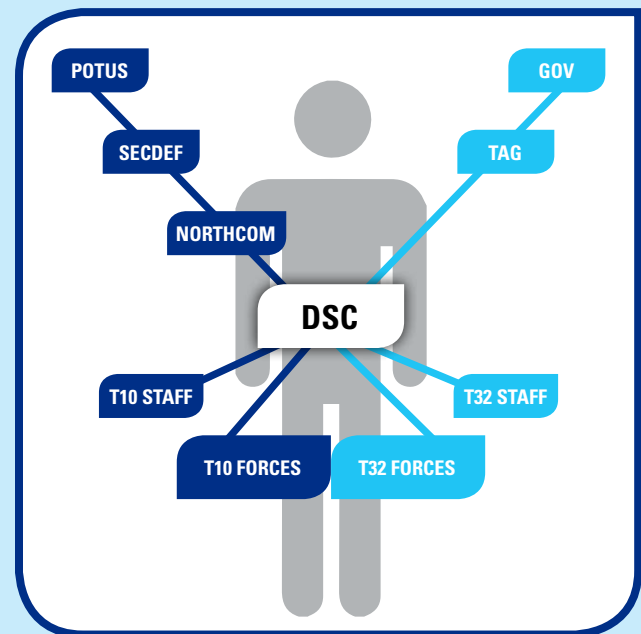 POTUS
GOV
SECDEF
TAG
NORTHCOM
DSC
T10 STAFF
T32 STAFF
T10 FORCES
T32 FORCES